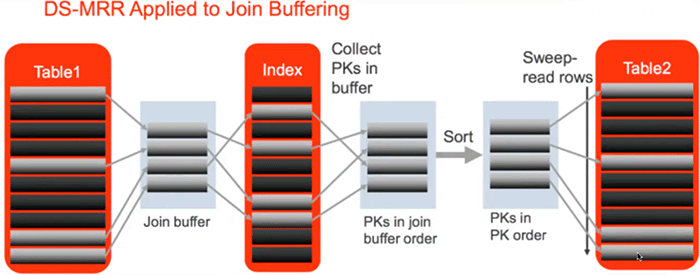 DS-MRR Applied to Join Buffering
Table1
Join buffer
Index
Collect
PKs in
buffer
PKs in join
buffer order
Sort
PKs in
PK order
Sweep-
read rows
Table2